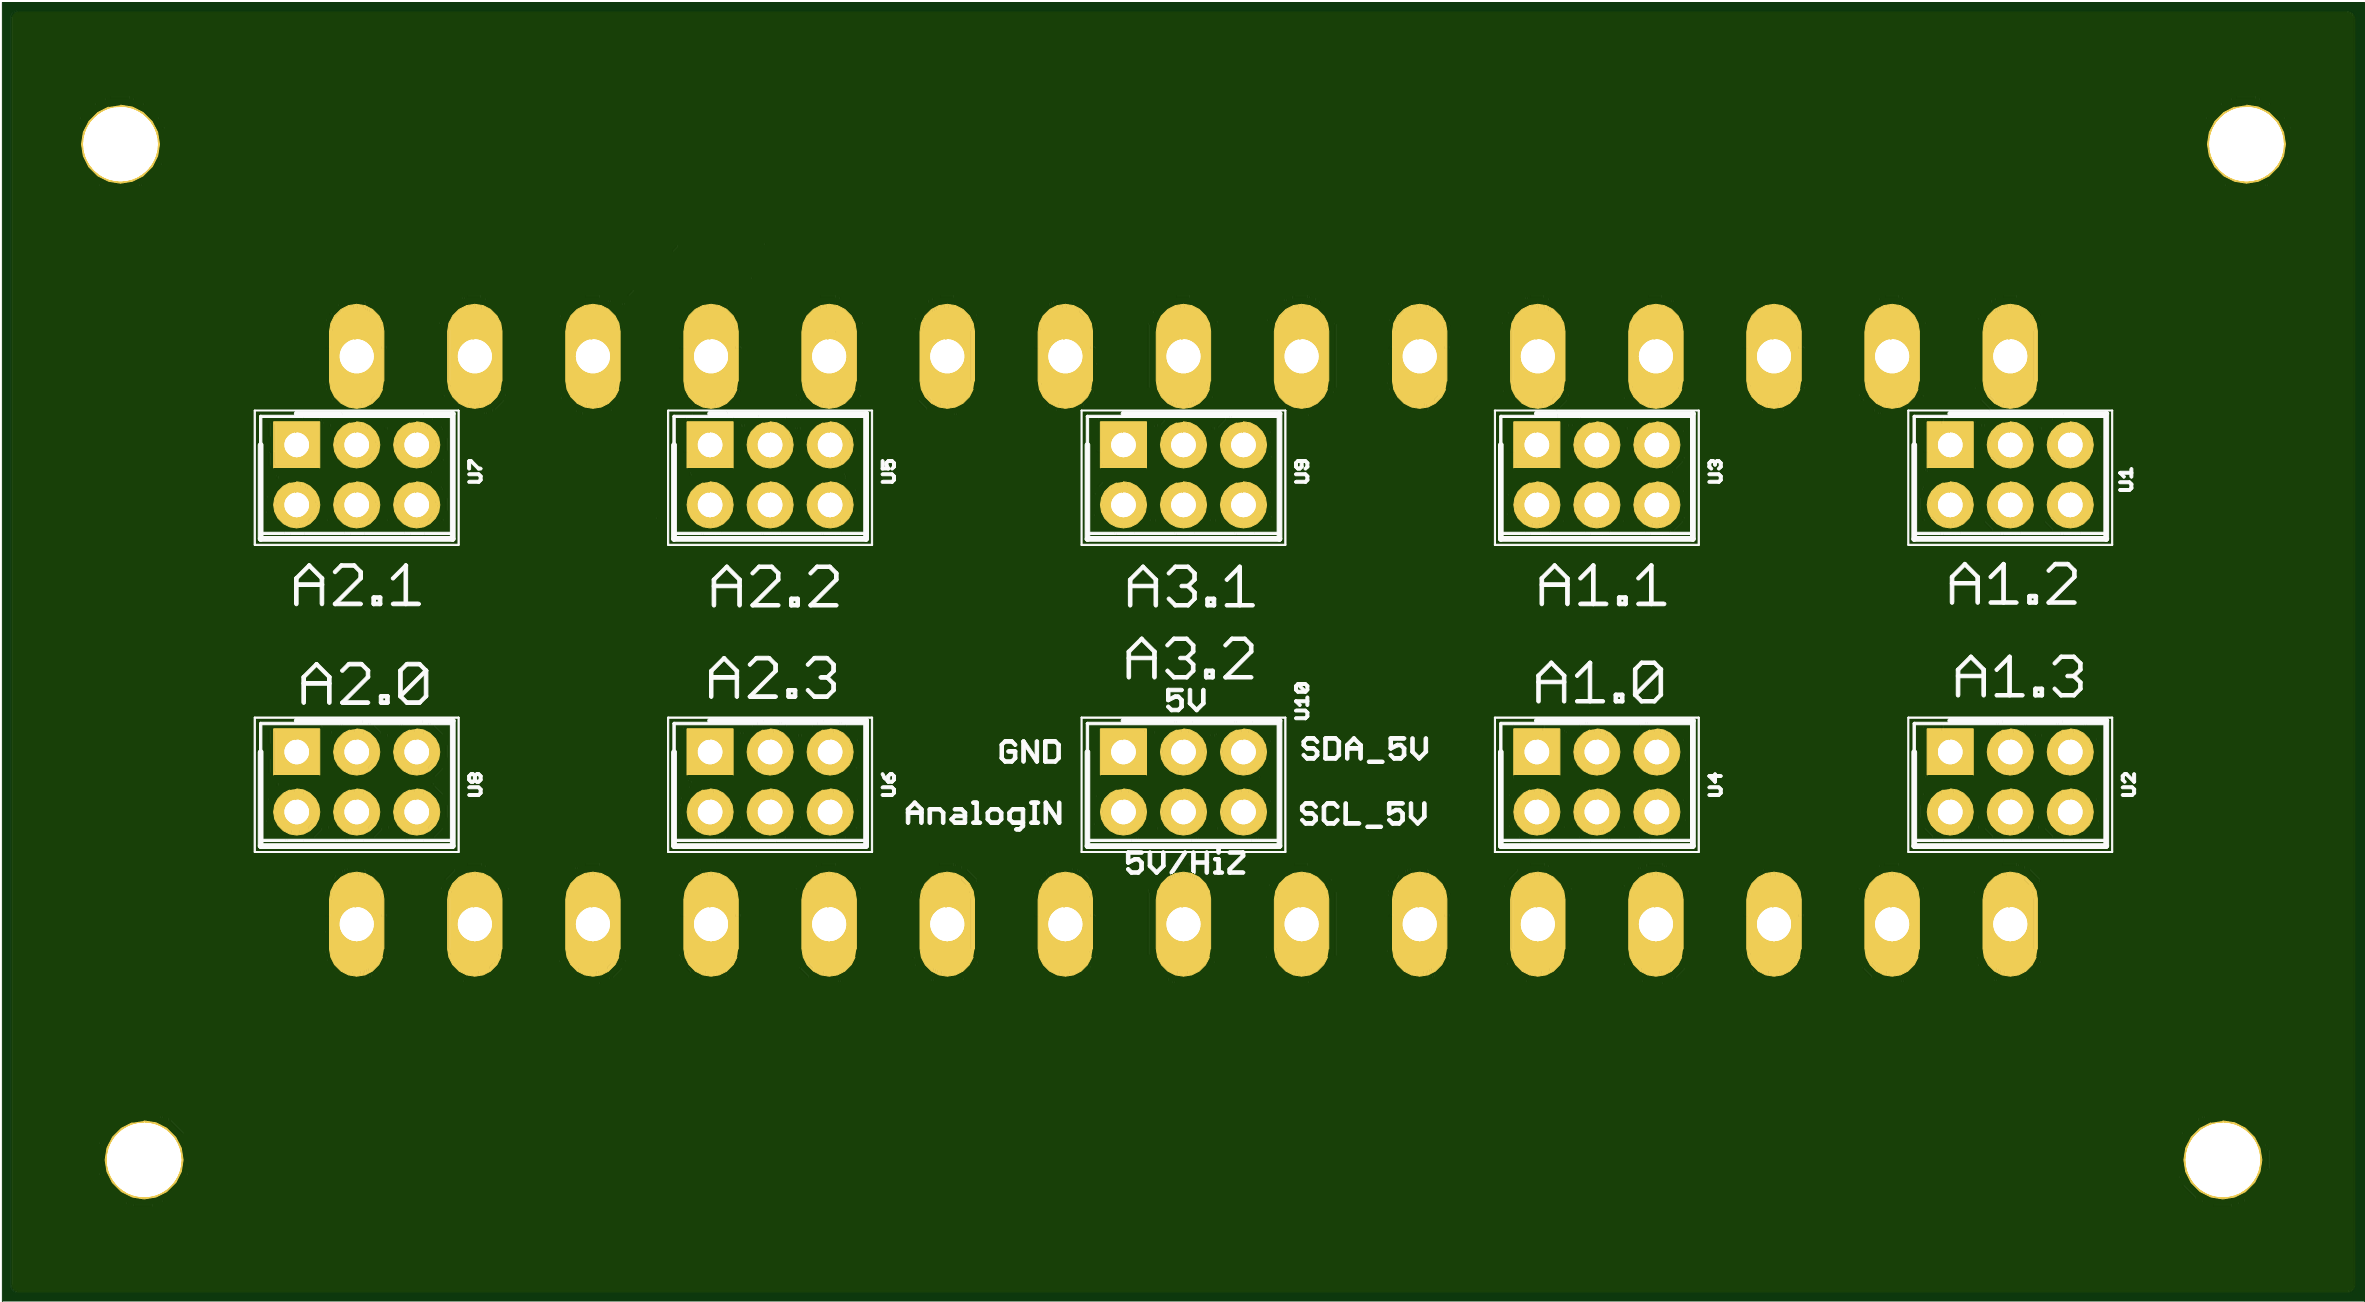 U7
U5
U9
U3
U1
A2.1
A2.2
A3.1
A1.1
A1.2
A2.0
A2.3
A3.2
A1.0
A1.3
5V
U10
GND
SDA_5V
U8
U6
U4
U2
AnalogIN
SCL_5V
5V/HiZ